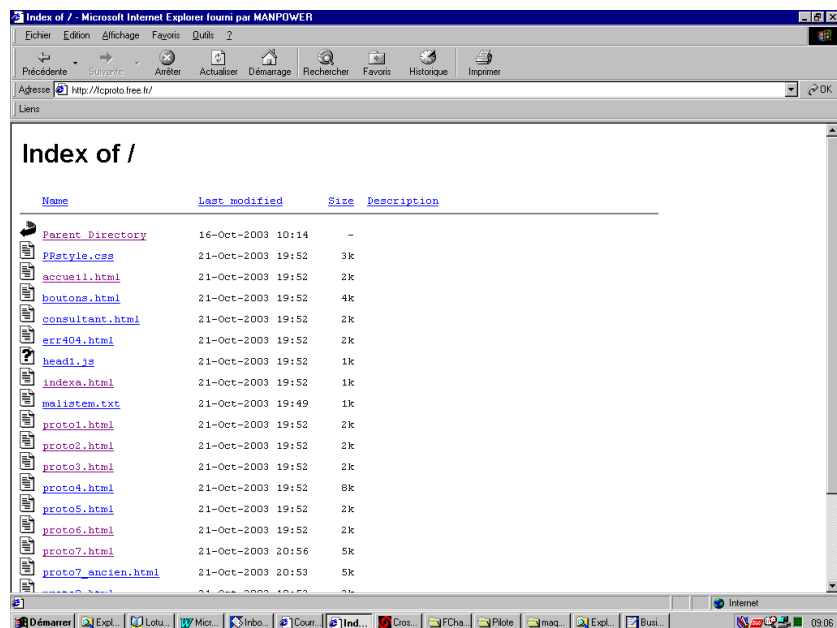 Index of / - Microsoft Internet Explorer fourni par MANPOWER
Fichier Edition Affichage Favoris Outils ?
Précédente Suivante Arrêter Actualiser Démarrage Rechercher Favoris Historique Imprimer
Adresse http://fcproto.free.fr/ OK
Liens
Index of /
Name Last modified Size Description
Parent Directory 16-Oct-2003 10:14 -
PRstyle.css 21-Oct-2003 19:52 3k
accueil.html 21-Oct-2003 19:52 2k
boutons.html 21-Oct-2003 19:52 4k
consultant.html 21-Oct-2003 19:52 2k
err404.html 21-Oct-2003 19:52 2k
head1.js 21-Oct-2003 19:52 1k
indexa.html 21-Oct-2003 19:52 1k
malistem.txt 21-Oct-2003 19:49 1k
proto1.html 21-Oct-2003 19:52 2k
proto2.html 21-Oct-2003 19:52 2k
proto3.html 21-Oct-2003 19:52 2k
proto4.html 21-Oct-2003 19:52 8k
proto5.html 21-Oct-2003 19:52 2k
proto6.html 21-Oct-2003 19:52 2k
proto7.html 21-Oct-2003 20:56 5k
proto7_ancien.html 21-Oct-2003 20:53 5k
Internet
Démarrer Expl... Lotu... Micr... Inbo... Courr... Ind... Cros... FCha... Pilote maq... Expl... Busi... 09:06